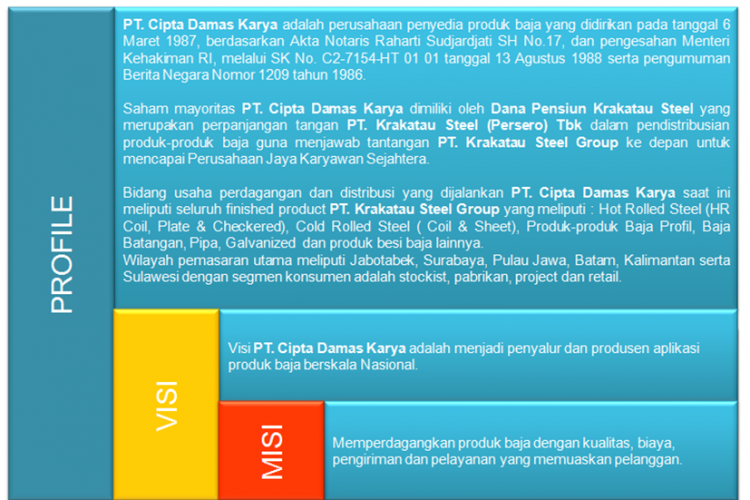 PROFILE
PT. Cipta Damas Karya adalah perusahaan penyedia produk baja yang didirikan pada tanggal 6
Maret 1987, berdasarkan Akta Notaris Raharti Sudjardjati SH No.17, dan pengesahan Menteri
Kehakiman RI, melalui SK No. C2-7154-HT 01 01 tanggal 13 Agustus 1988 serta pengumuman
Berita Negara Nomor 1209 tahun 1986.
Saham mayoritas PT. Cipta Damas Karya dimiliki oleh Dana Pensiun Krakatau Steel yang
merupakan perpanjangan tangan PT. Krakatau Steel (Persero) Tbk dalam pendistribusian
produk-produk baja guna menjawab tantangan PT. Krakatau Steel Group ke depan untuk
mencapai Perusahaan Jaya Karyawan Sejahtera.
Bidang usaha perdagangan dan distribusi yang dijalankan PT. Cipta Damas Karya saat ini
meliputi seluruh finished product PT. Krakatau Steel Group yang meliputi : Hot Rolled Steel (HR
Coil, Plate & Checkered), Cold Rolled Steel ( Coil & Sheet), Produk-produk Baja Profil, Baja
Batangan, Pipa, Galvanized dan produk besi baja lainnya.
Wilayah pemasaran utama meliputi Jabotabek, Surabaya, Pulau Jawa, Batam, Kalimantan serta
Sulawesi dengan segmen konsumen adalah stockist, pabrikan, project dan retail.
VISI
Visi PT. Cipta Damas Karya adalah menjadi penyalur dan produsen aplikasi
produk baja berskala Nasional.
MISI
Memperdagangkan produk baja dengan kualitas, biaya,
pengiriman dan pelayanan yang memuaskan pelanggan.